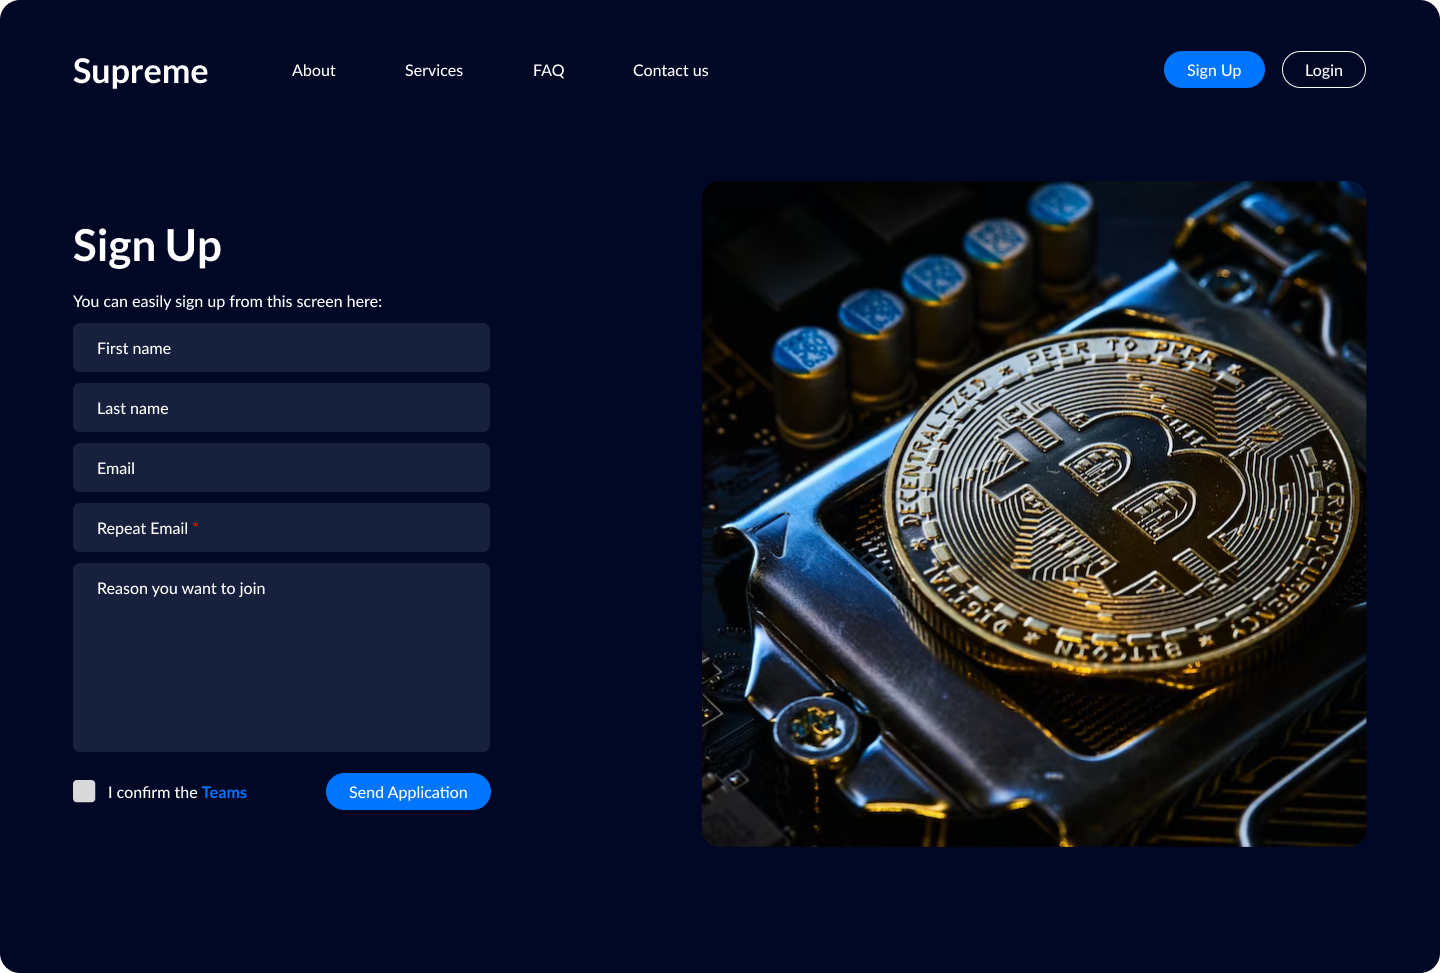 Supreme
About
Services
FAQ
Contact us
Sign Up
Login
Sign Up
You can easily sign up from this screen here:
First name
Last name
Email
Repeat Email *
Reason you want to join
I confirm the Teams
Send Application
DECENTRALIZED * PEER TO PEER *
DIGITAL * BITCOIN * CRYPTOCURRENCY *